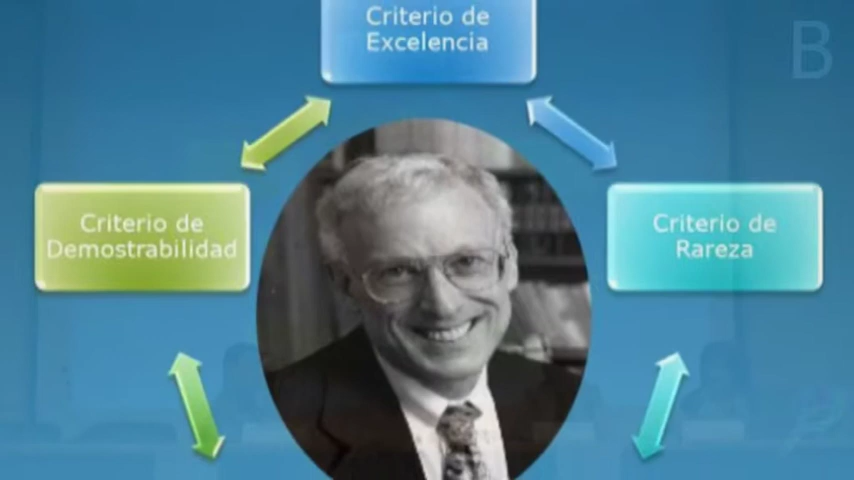 Criterio de
Excelencia
B
Criterio de
Demostrabilidad
Criterio de
Rareza